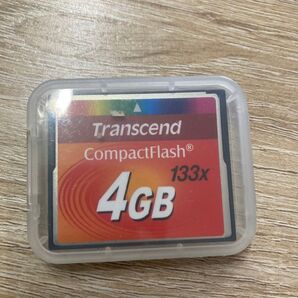 Transcend
CompactFlash®
133x
4GB